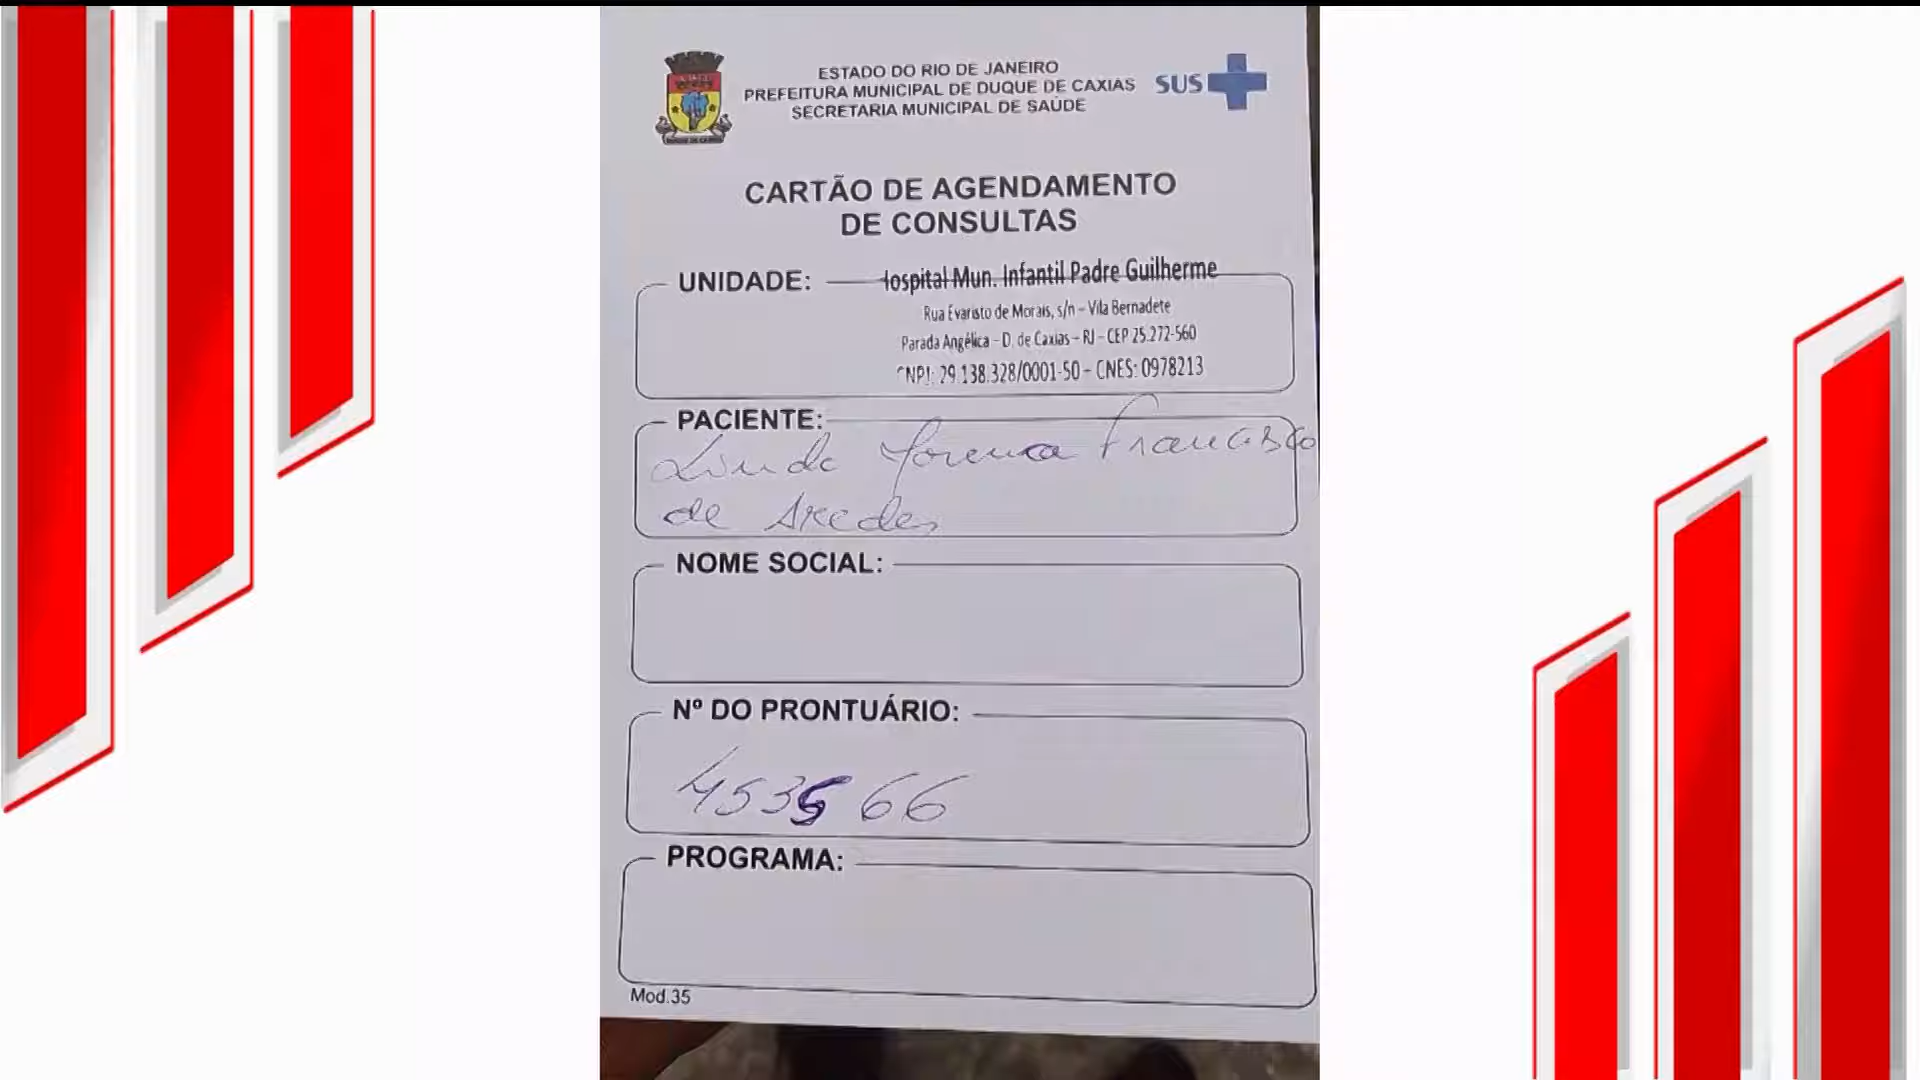 ESTADO DO RIO DE JANEIRO
PREFEITURA MUNICIPAL DE DUQUE DE CAXIAS
SECRETARIA MUNICIPAL DE SAÚDE
SUS
CARTÃO DE AGENDAMENTO
DE CONSULTAS
UNIDADE: Hospital Mun. Infantil Padre Guilherme
Rua Evaristo de Morais, s/n - Vila Bernadete
Parada Angélica - D. de Caxias - RJ - CEP 25.272-560
CNPJ: 29.138.328/0001-50 - CNES: 0978213
PACIENTE:
Francisco
de Aredes
NOME SOCIAL:
Nº DO PRONTUÁRIO:
453566
PROGRAMA:
Mod.35